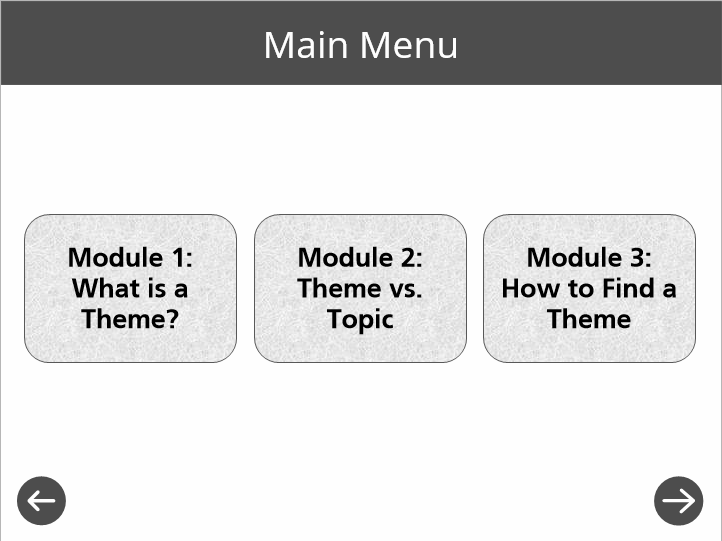 Main Menu
Module 1:
What is a
Theme?
Module 2:
Theme vs.
Topic
Module 3:
How to Find a
Theme